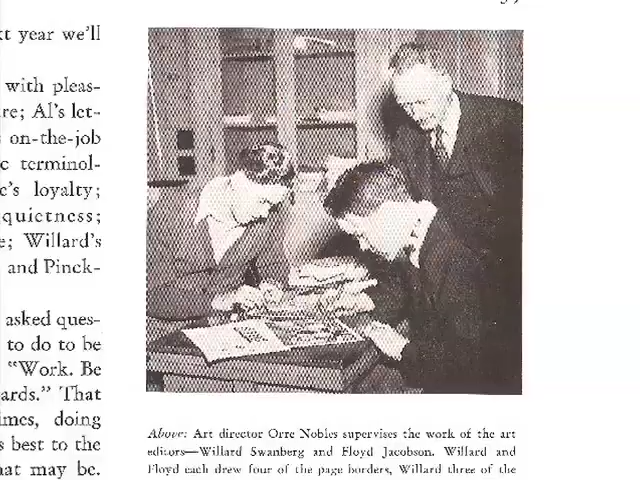 xt year we'll
with pleas-
re; Al's let-
on-the-job
c terminol-
e's loyalty;
quietness;
e; Willard's
and Pinck-
asked ques-
to do to be
"Work. Be
ards." That
imes, doing
s best to the
hat may be.
Above: Art director Orre Nobles supervises the work of the art
editors—Willard Swanberg and Floyd Jacobson. Willard and
Floyd each drew four of the page borders, Willard three of the